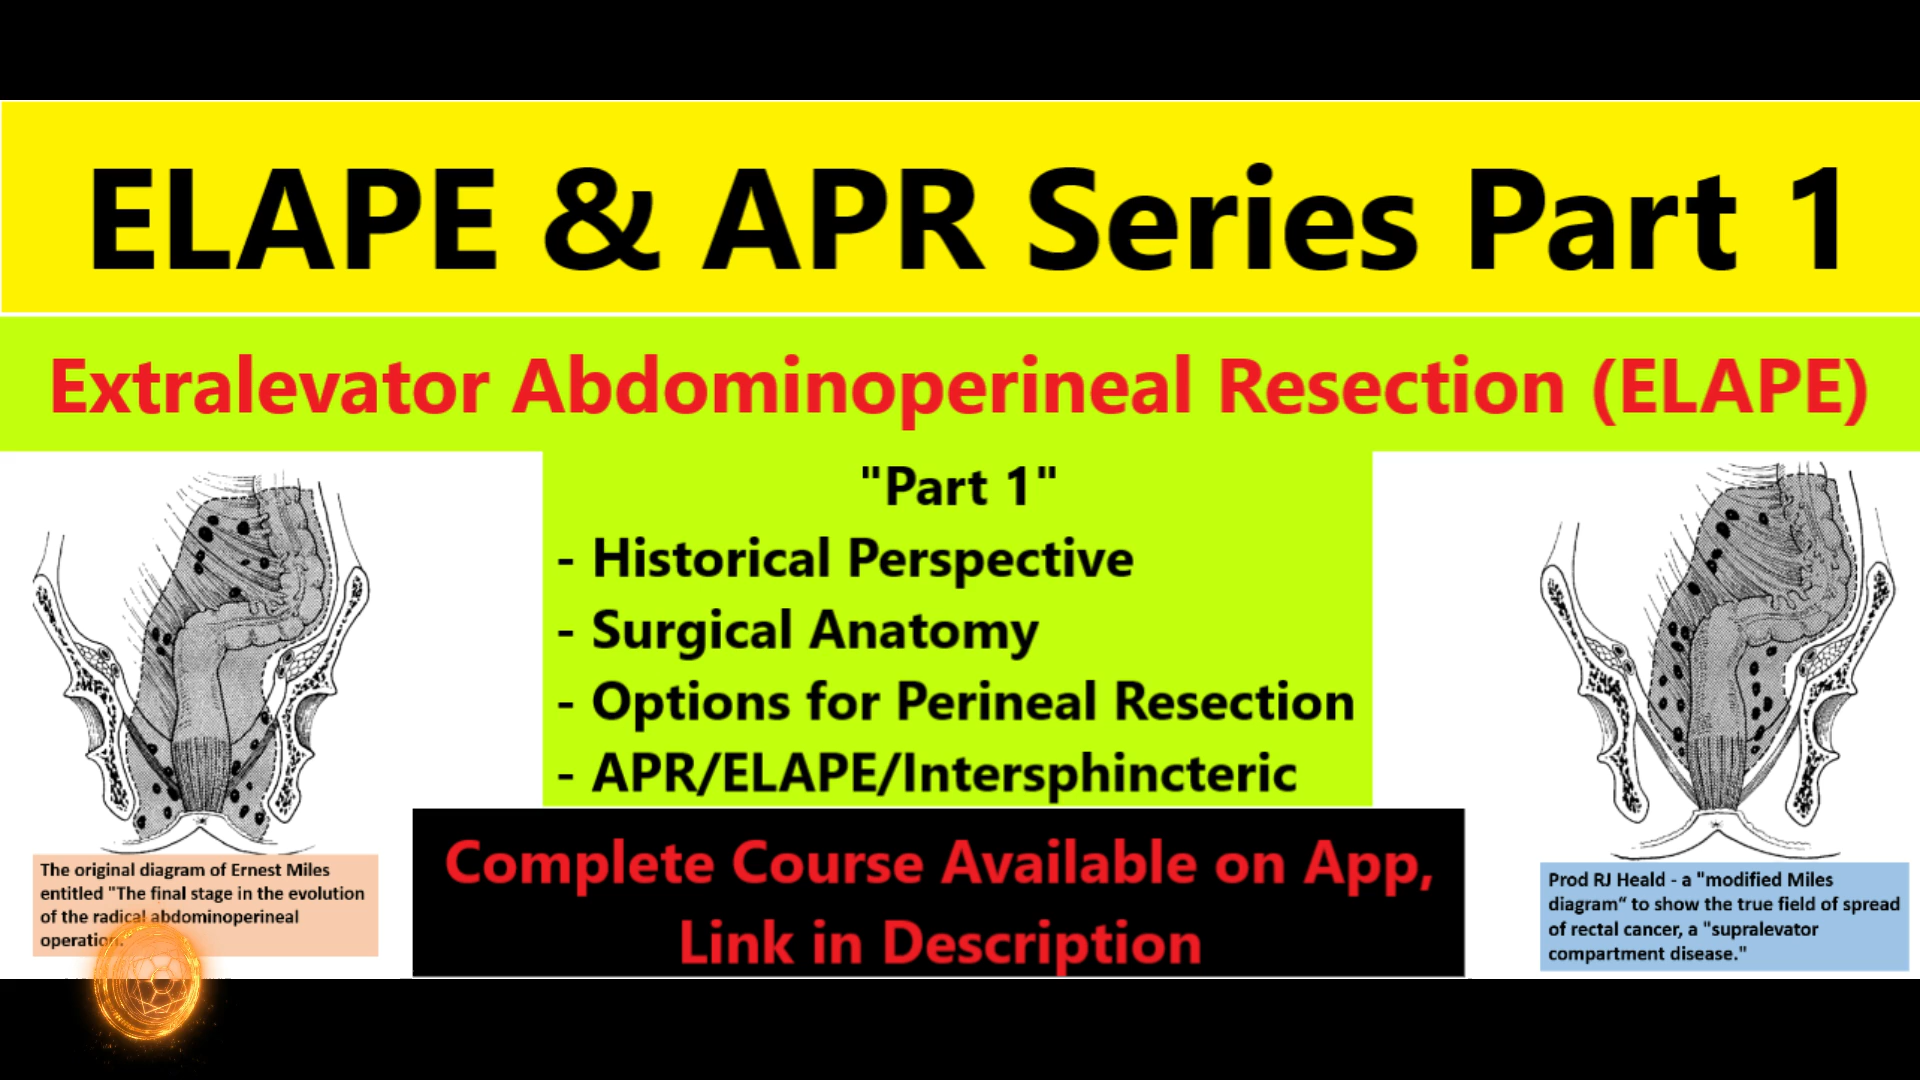 ELAPE & APR Series Part 1
Extralevator Abdominoperineal Resection (ELAPE)
"Part 1"
- Historical Perspective
- Surgical Anatomy
- Options for Perineal Resection
- APR/ELAPE/Intersphincteric
The original diagram of Ernest Miles
entitled "The final stage in the evolution
of the radical abdominoperineal
operation."
Complete Course Available on App,
Link in Description
Prod RJ Heald - a "modified Miles
diagram“ to show the true field of spread
of rectal cancer, a "supralevator
compartment disease."